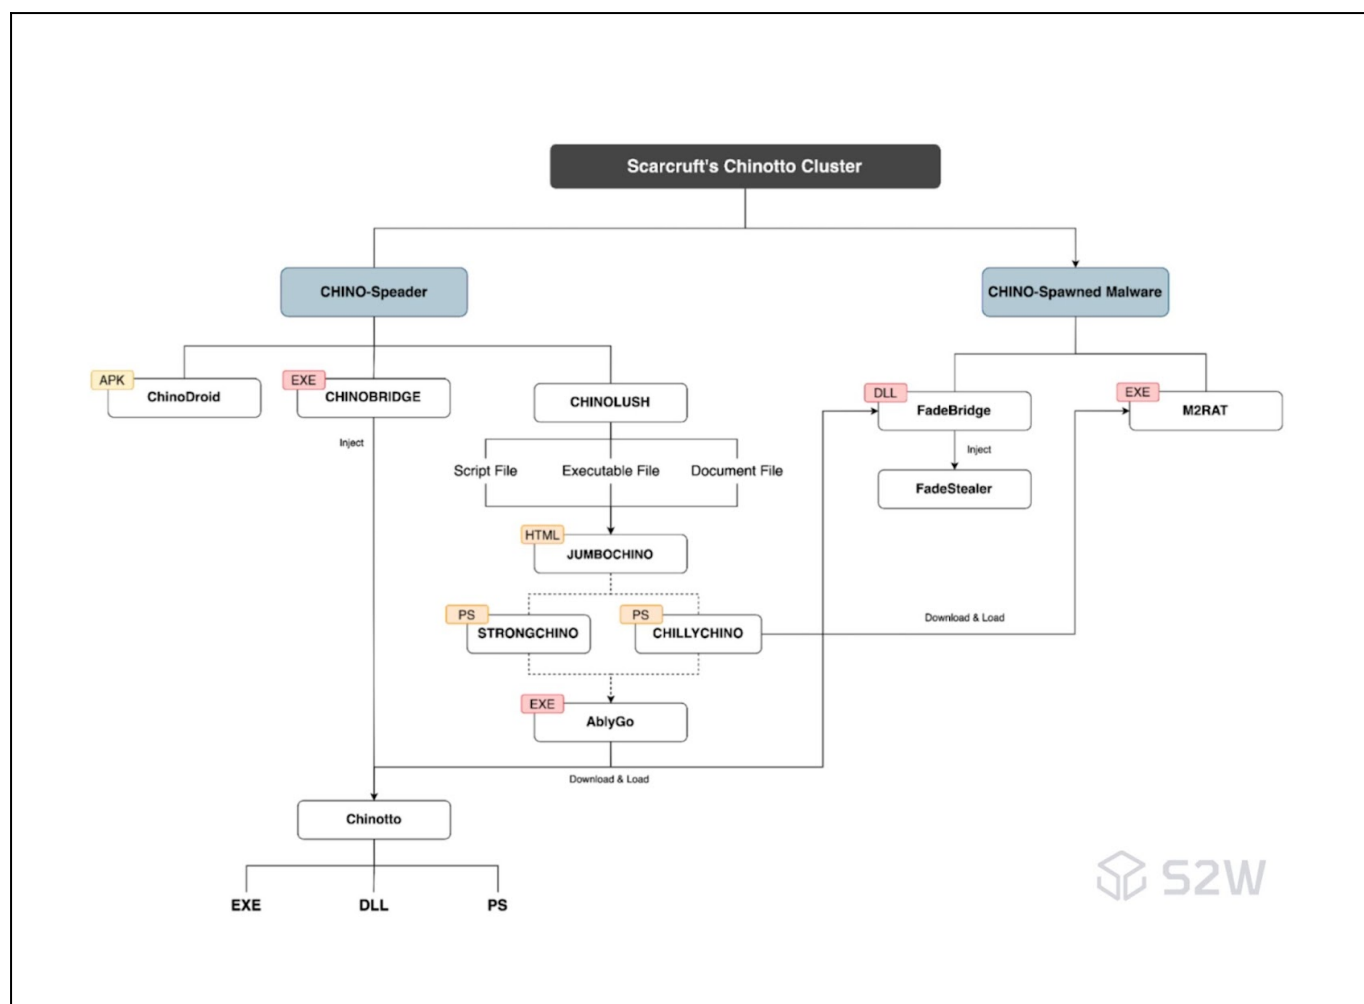 Scarcruft's Chinotto Cluster
CHINO-Speader
CHINO-Spawned Malware
APK
ChinoDroid
EXE
CHINOBRIDGE
CHINOLUSH
DLL
FadeBridge
EXE
M2RAT
Inject
Inject
Script File
Executable File
Document File
FadeStealer
HTML
JUMBOCHINO
PS
STRONGCHINO
PS
CHILLYCHINO
Download & Load
EXE
AblyGo
Download & Load
Chinotto
EXE
DLL
PS
S2W